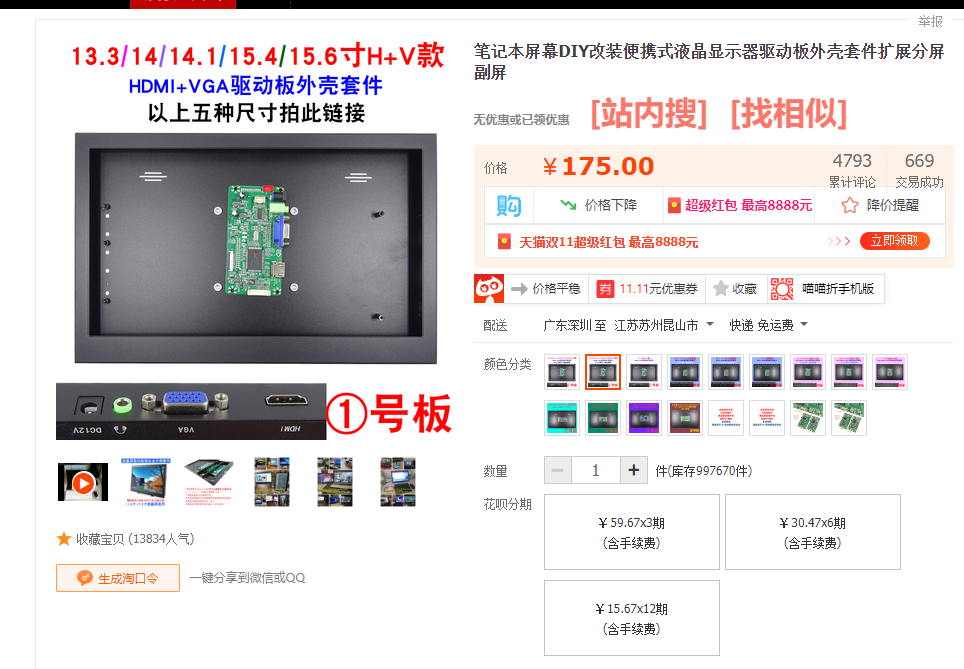 举报
13.3/14/14.1/15.4/15.6寸H+V款
HDMI+VGA驱动板外壳套件
以上五种尺寸拍此链接
DC12V
VGA
HDMI
①号板
收藏宝贝 (13834人气)
生成淘口令
一键分享到微信或QQ
笔记本屏幕DIY改装便携式液晶显示器驱动板外壳套件扩展分屏
副屏
无优惠或已领优惠
[站内搜] [找相似]
价格
¥175.00
4793
累计评论
669
交易成功
购
价格下降
超级红包 最高8888元
降价提醒
天猫双11超级红包 最高8888元
立即领取
价格平稳
券
11.11元优惠券
收藏
喵喵折手机版
配送
广东深圳 至 江苏苏州昆山市
快递 免运费
颜色分类
数量
1
件(库存997670件)
花呗分期
¥59.67x3期
(含手续费)
¥30.47x6期
(含手续费)
¥15.67x12期
(含手续费)